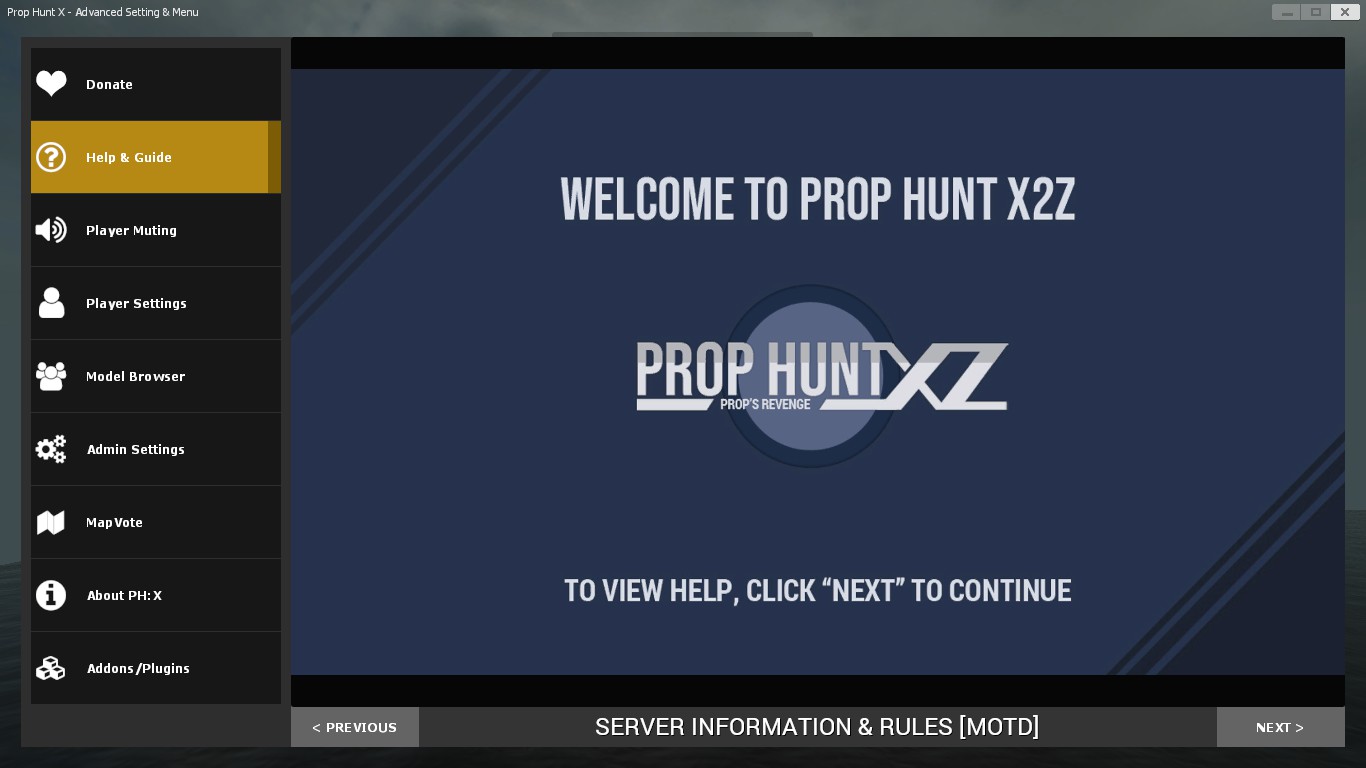 Prop Hunt X - Advanced Setting & Menu
Donate
Help & Guide
Player Muting
Player Settings
Model Browser
Admin Settings
MapVote
About PH:X
Addons/Plugins
WELCOME TO PROP HUNT X2Z
PROP HUNT XZ
PROP'S REVENGE
TO VIEW HELP, CLICK “NEXT” TO CONTINUE
< PREVIOUS
SERVER INFORMATION & RULES [MOTD]
NEXT >